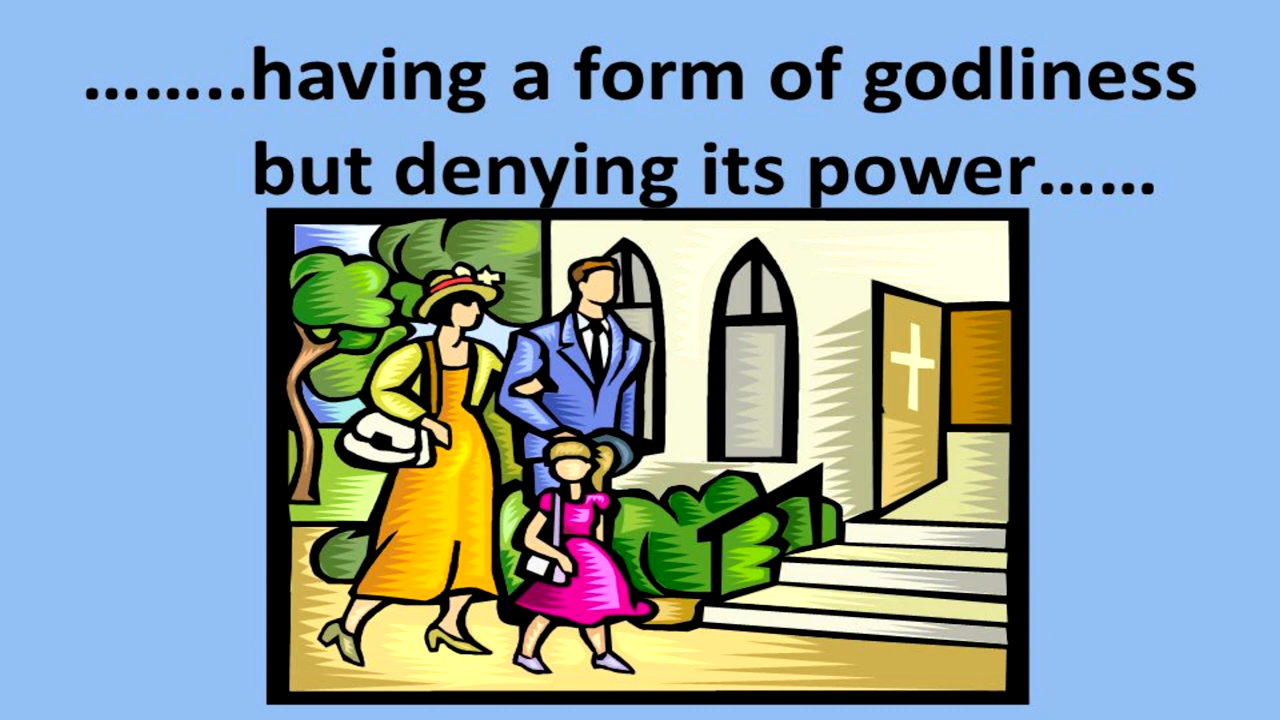 ……..having a form of godliness
but denying its power……